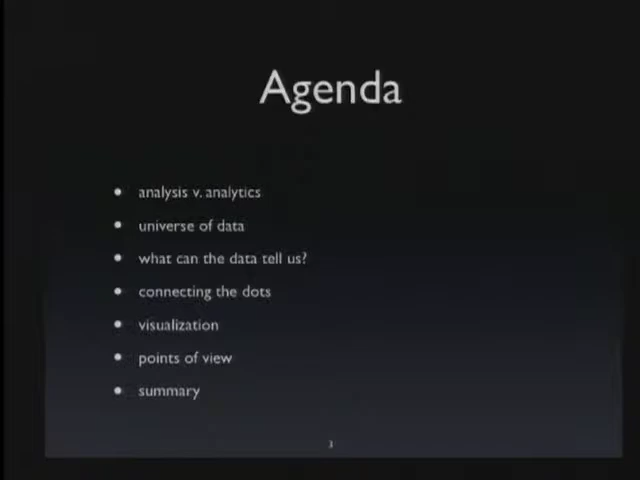 Agenda
• analysis v. analytics
• universe of data
• what can the data tell us?
• connecting the dots
• visualization
• points of view
• summary
3